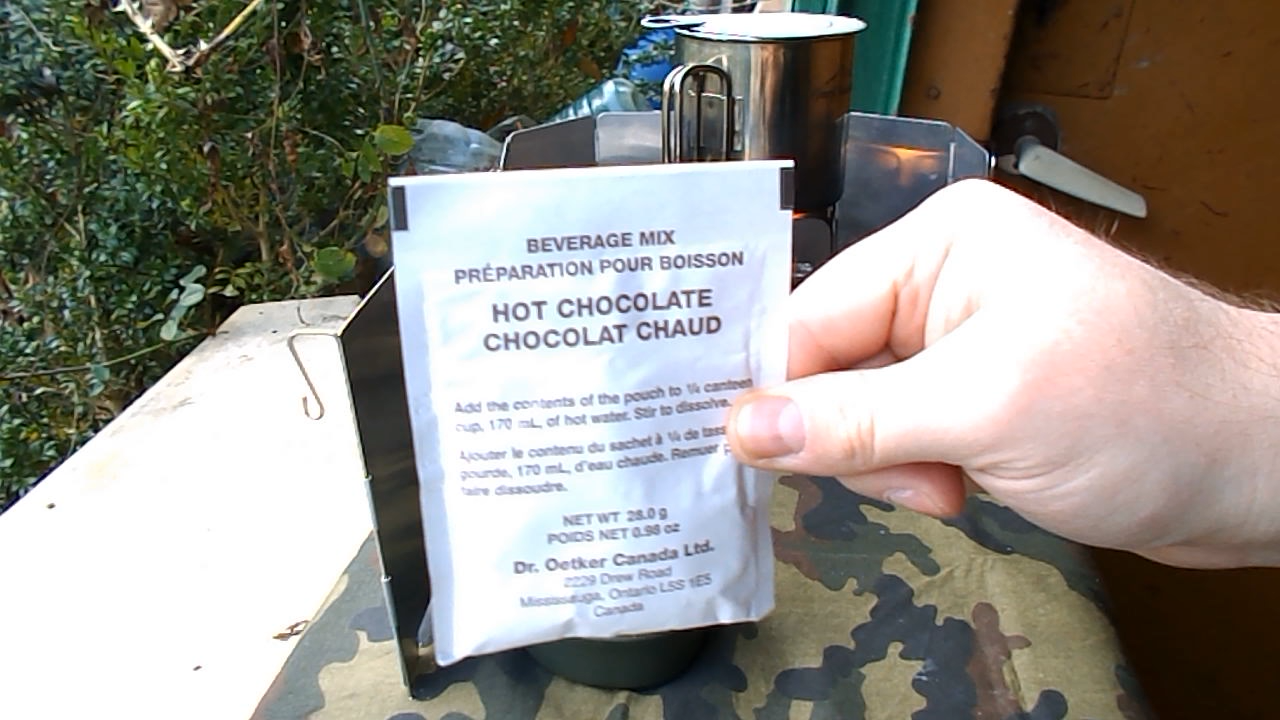 BEVERAGE MIX
PRÉPARATION POUR BOISSON
HOT CHOCOLATE
CHOCOLAT CHAUD
Add the contents of the pouch to ¼ canteen
cup, 170 mL, of hot water. Stir to dissolve.
Ajouter le contenu du sachet à ¼ de
gourde, 170 mL, d'eau chaude. Remuer
faire dissoudre.
NET WT 28.0 g
POIDS NET 0.98 oz
Dr. Oetker Canada Ltd.
2229 Drew Road
Mississauga, Ontario L5S 1E5
Canada